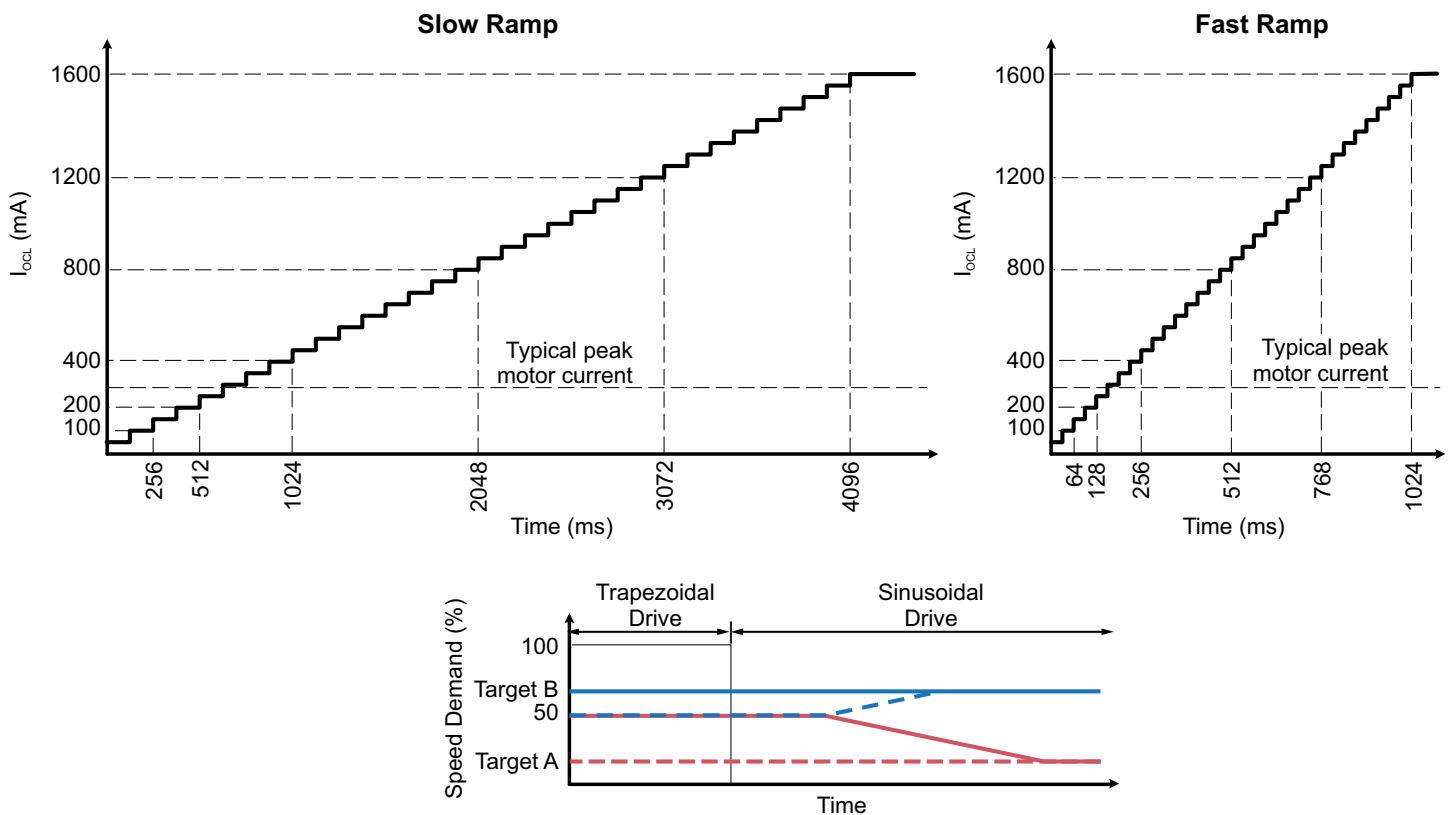 Slow Ramp
1600
1200
800
400
200
100
I_OCL (mA)
Typical peak
motor current
256
512
1024
2048
3072
4096
Time (ms)
Fast Ramp
1600
1200
800
400
200
100
I_OCL (mA)
Typical peak
motor current
64
128
256
512
768
1024
Time (ms)
Trapezoidal
Drive
Sinusoidal
Drive
Speed Demand (%)
100
Target B
50
Target A
Time